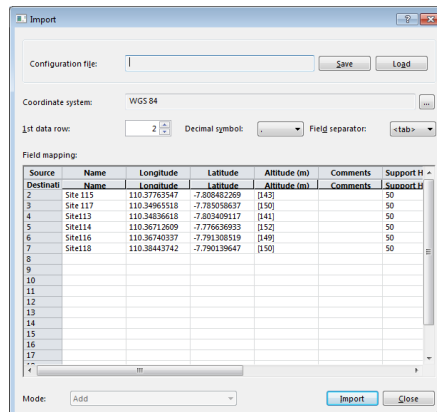 Import
Configuration file:
Save
Load
Coordinate system: WGS 84 ...
1st data row: 2 Decimal symbol: . Field separator: <tab>
Field mapping:
Source Name Longitude Latitude Altitude (m) Comments Support H
Destinati Name Longitude Latitude Altitude (m) Comments Support H
2 Site 115 110.37763547 -7.808482269 [143] 50
3 Site 117 110.34965518 -7.785058637 [150] 50
4 Site113 110.34836618 -7.803409117 [141] 50
5 Site114 110.36712609 -7.776636933 [152] 50
6 Site116 110.36740337 -7.791308519 [149] 50
7 Site118 110.38443742 -7.790139647 [150] 50
8
9
10
11
12
13
14
15
16
17
Mode: Add Import Close